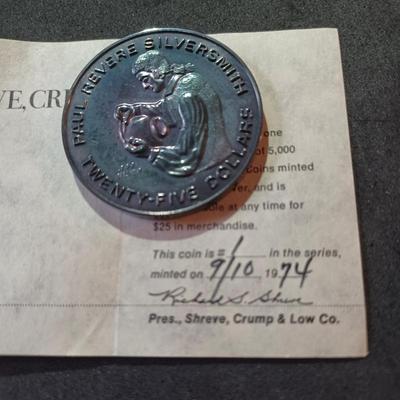 PAUL REVERE SILVERSMITH
TWENTY-FIVE DOLLARS
VE, CR
one
of 5,000
coins minted
and is
at any time for
$25 in merchandise.
This coin is #1 in the series,
minted on 9/10 1974
Richard S. Shreve
Pres., Shreve, Crump & Low Co.